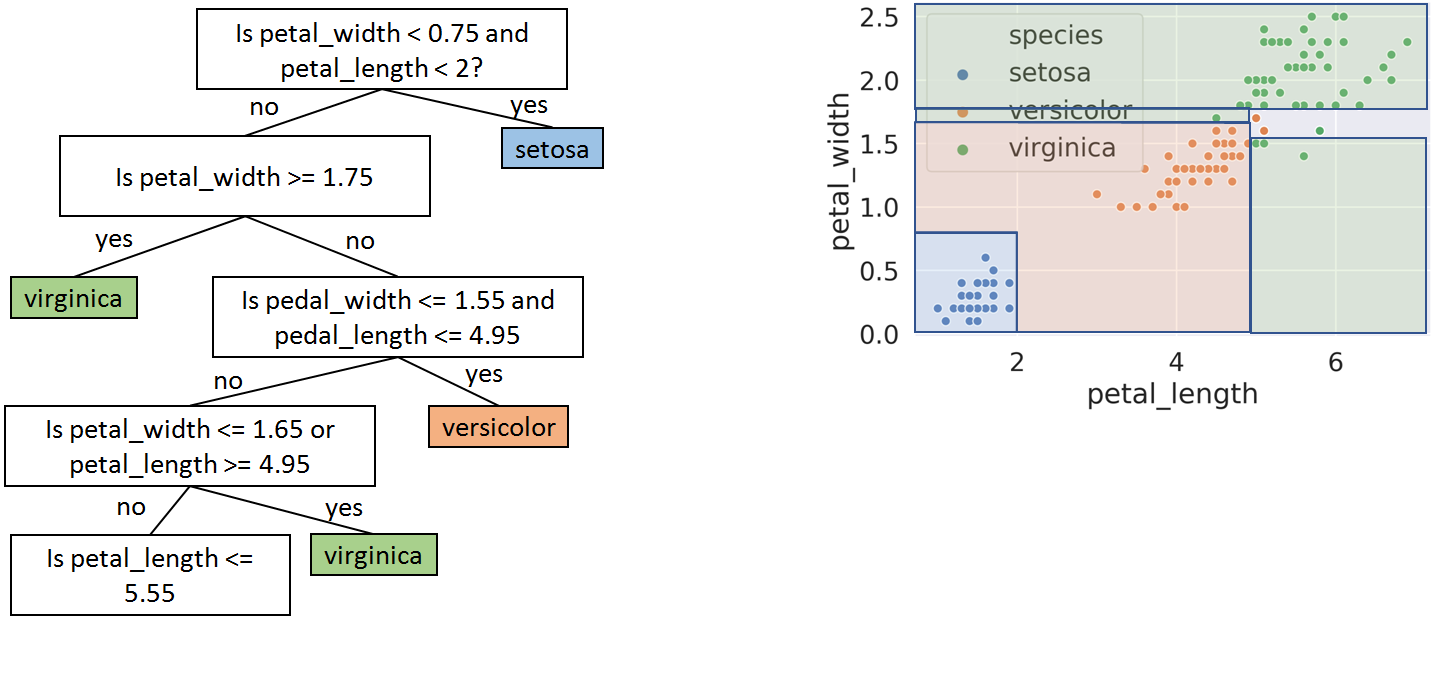 Is petal_width < 0.75 and
petal_length < 2?
no
yes
setosa
Is petal_width >= 1.75
yes
no
virginica
Is pedal_width <= 1.55 and
pedal_length <= 4.95
no
yes
versicolor
Is petal_width <= 1.65 or
petal_length >= 4.95
no
yes
virginica
Is petal_length <=
5.55
species
setosa
versicolor
virginica
petal_width
2.5
2.0
1.5
1.0
0.5
0.0
2
4
6
petal_length